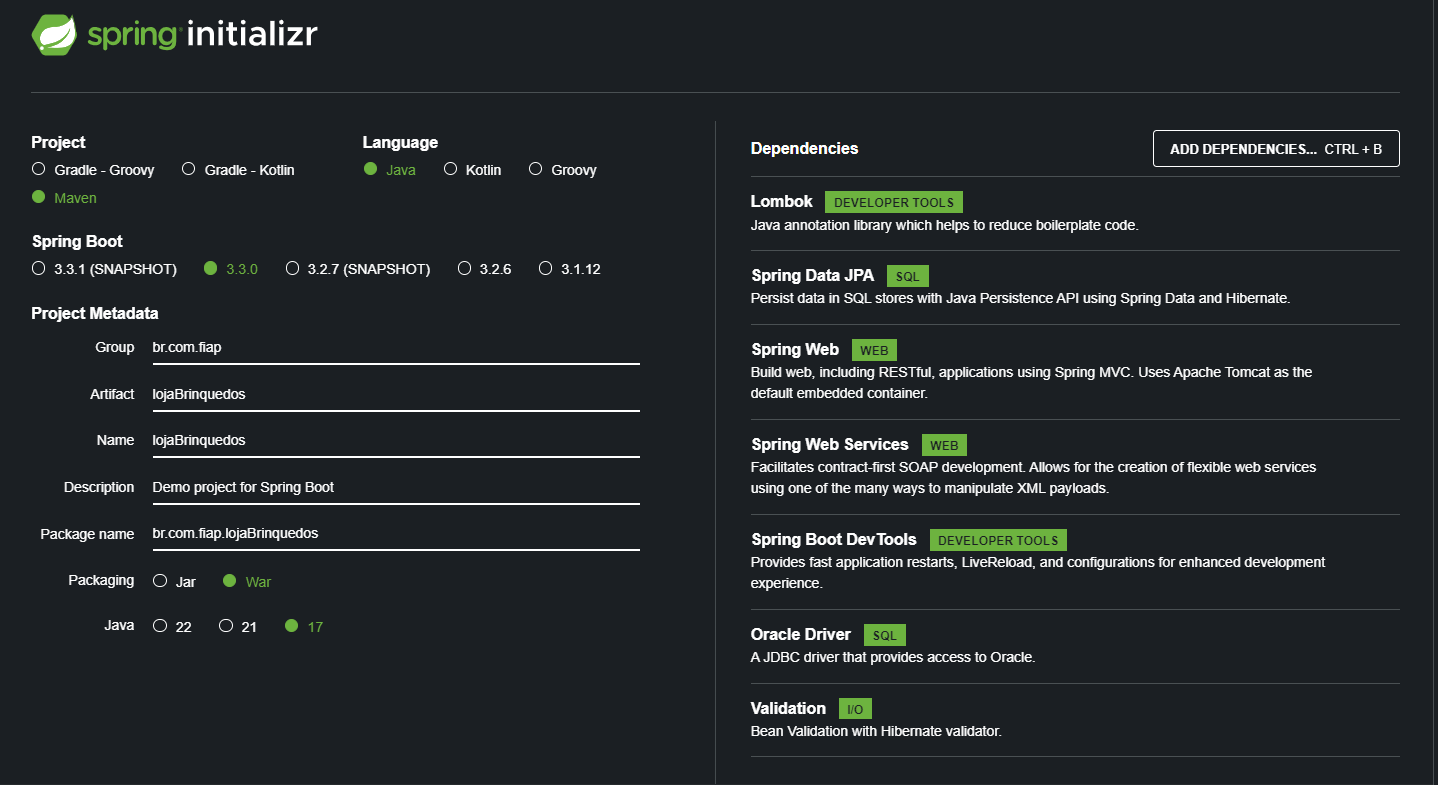 spring initializr
Project
Gradle - Groovy Gradle - Kotlin
Maven
Language
Java Kotlin Groovy
Spring Boot
3.3.1 (SNAPSHOT) 3.3.0 3.2.7 (SNAPSHOT) 3.2.6 3.1.12
Project Metadata
Group br.com.fiap
Artifact lojaBrinquedos
Name lojaBrinquedos
Description Demo project for Spring Boot
Package name br.com.fiap.lojaBrinquedos
Packaging Jar War
Java 22 21 17
Dependencies ADD DEPENDENCIES... CTRL + B
Lombok DEVELOPER TOOLS
Java annotation library which helps to reduce boilerplate code.
Spring Data JPA SQL
Persist data in SQL stores with Java Persistence API using Spring Data and Hibernate.
Spring Web WEB
Build web, including RESTful, applications using Spring MVC. Uses Apache Tomcat as the
default embedded container.
Spring Web Services WEB
Facilitates contract-first SOAP development. Allows for the creation of flexible web services
using one of the many ways to manipulate XML payloads.
Spring Boot DevTools DEVELOPER TOOLS
Provides fast application restarts, LiveReload, and configurations for enhanced development
experience.
Oracle Driver SQL
A JDBC driver that provides access to Oracle.
Validation I/O
Bean Validation with Hibernate validator.